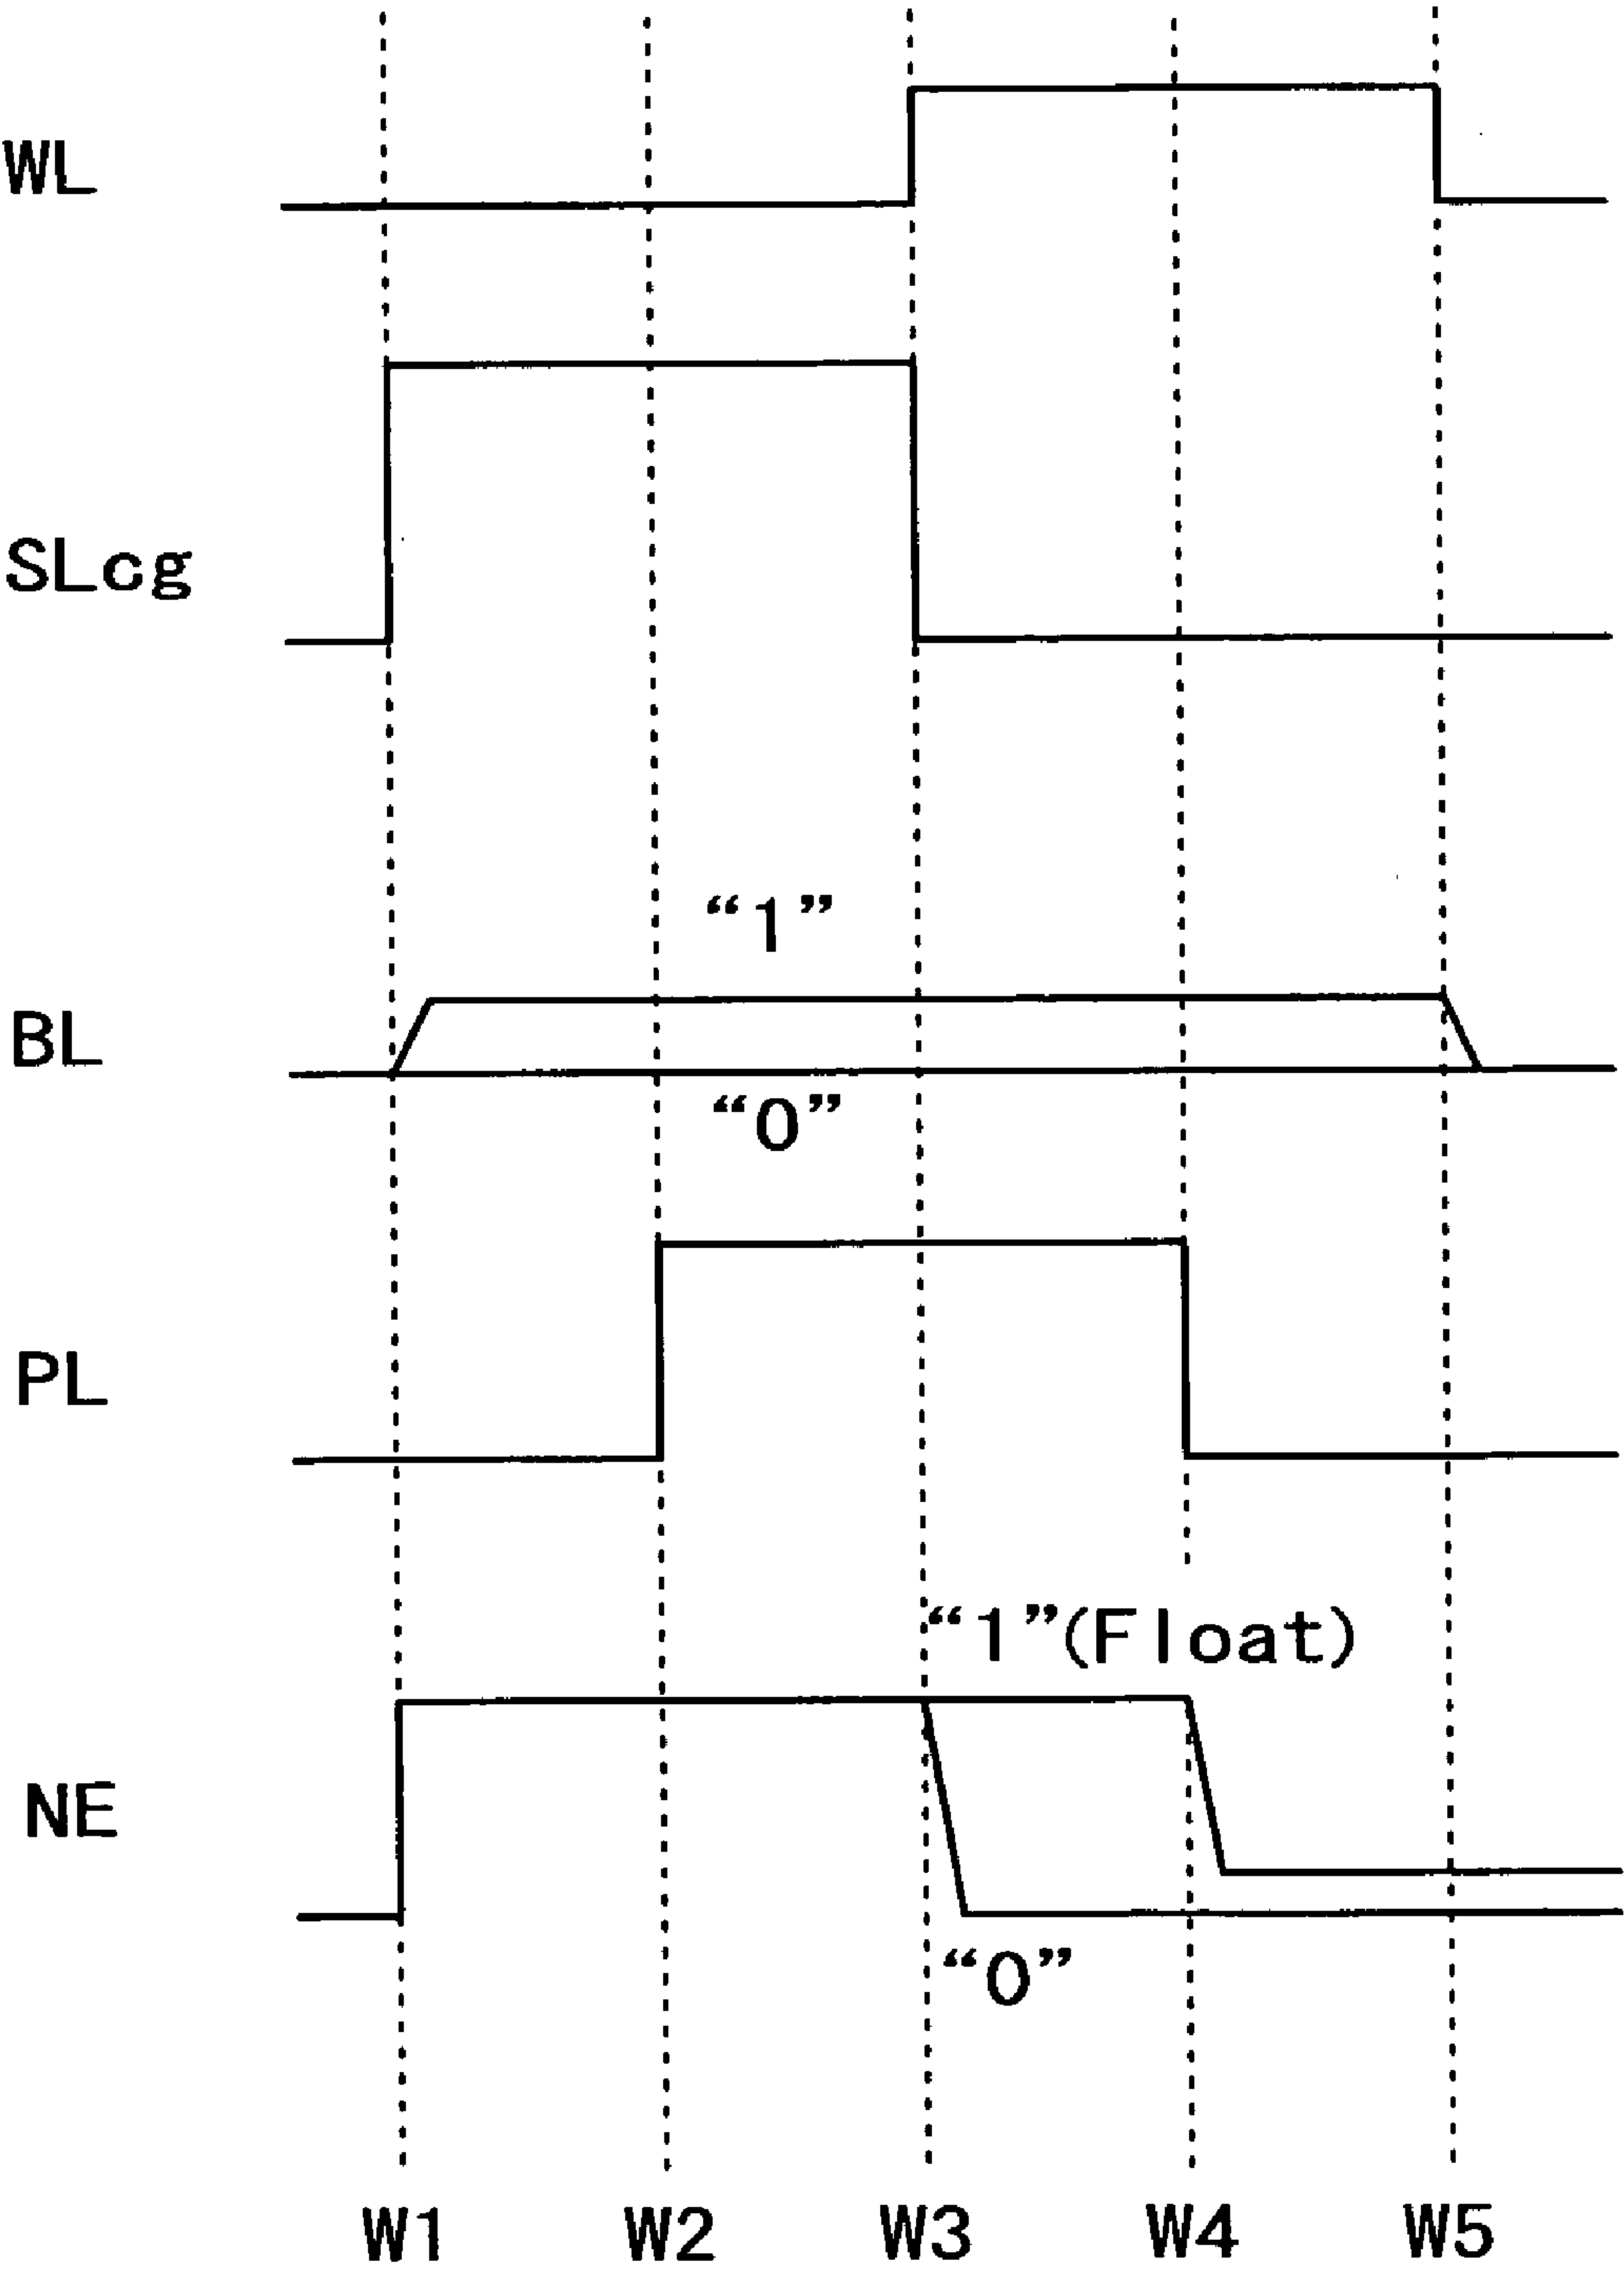 WL
SLcg
“1”
BL
“0”
PL
“1”(Float)
NE
“0”
W1 W2 W3 W4 W5